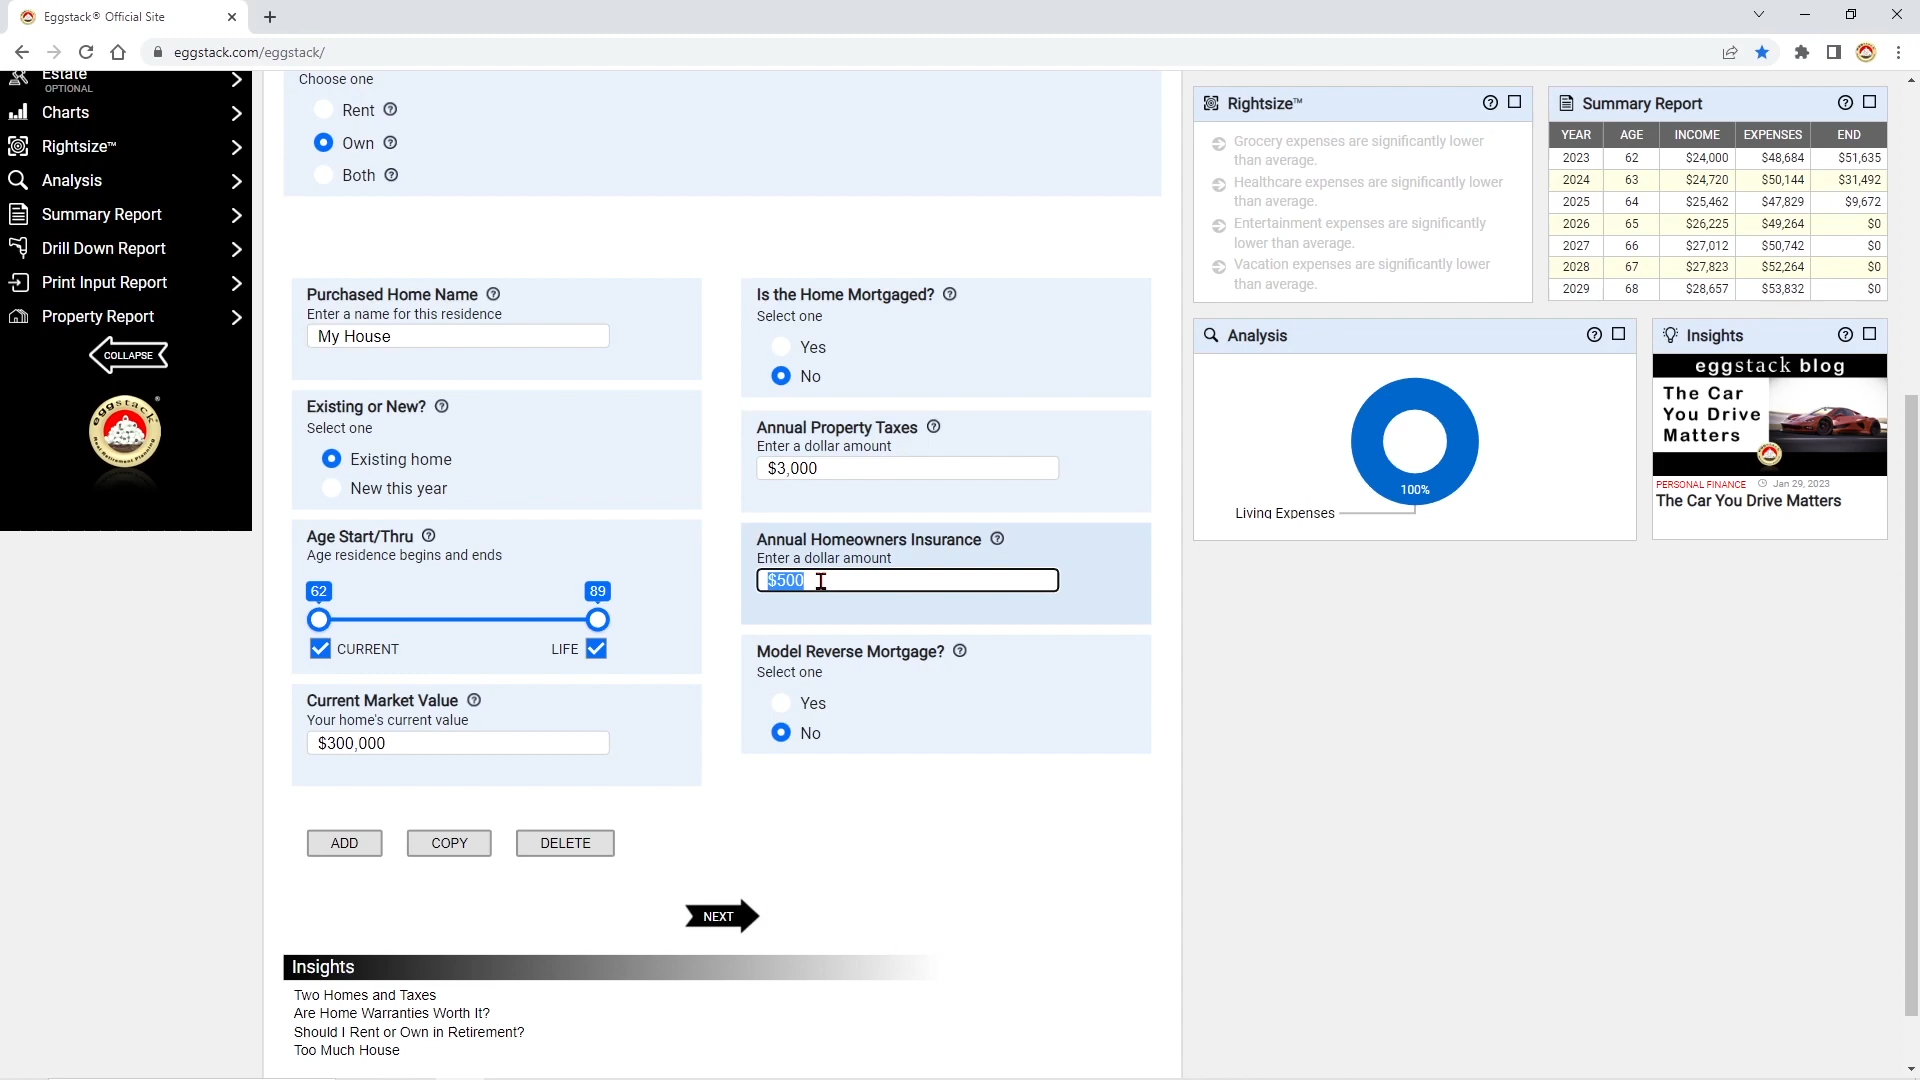 Eggstack® Official Site
eggstack.com/eggstack/
Estate
OPTIONAL
Charts
Rightsize™
Analysis
Summary Report
Drill Down Report
Print Input Report
Property Report
COLLAPSE
eggstack
®
Real Retirement Planning
Choose one
Rent
Own
Both
Purchased Home Name
Enter a name for this residence
My House
Existing or New?
Select one
Existing home
New this year
Age Start/Thru
Age residence begins and ends
62 89
CURRENT LIFE
Current Market Value
Your home's current value
$300,000
Is the Home Mortgaged?
Select one
Yes
No
Annual Property Taxes
Enter a dollar amount
$3,000
Annual Homeowners Insurance
Enter a dollar amount
$500
Model Reverse Mortgage?
Select one
Yes
No
ADD COPY DELETE
NEXT
Insights
Two Homes and Taxes
Are Home Warranties Worth It?
Should I Rent or Own in Retirement?
Too Much House
Rightsize™
Grocery expenses are significantly lower
than average.
Healthcare expenses are significantly lower
than average.
Entertainment expenses are significantly
lower than average.
Vacation expenses are significantly lower
than average.
Summary Report
YEAR AGE INCOME EXPENSES END
2023 62 $24,000 $48,684 $51,635
2024 63 $24,720 $50,144 $31,492
2025 64 $25,462 $47,829 $9,672
2026 65 $26,225 $49,264 $0
2027 66 $27,012 $50,742 $0
2028 67 $27,823 $52,264 $0
2029 68 $28,657 $53,832 $0
Analysis
100%
Living Expenses
Insights
eggstack blog
The Car
You Drive
Matters
PERSONAL FINANCE Jan 29, 2023
The Car You Drive Matters